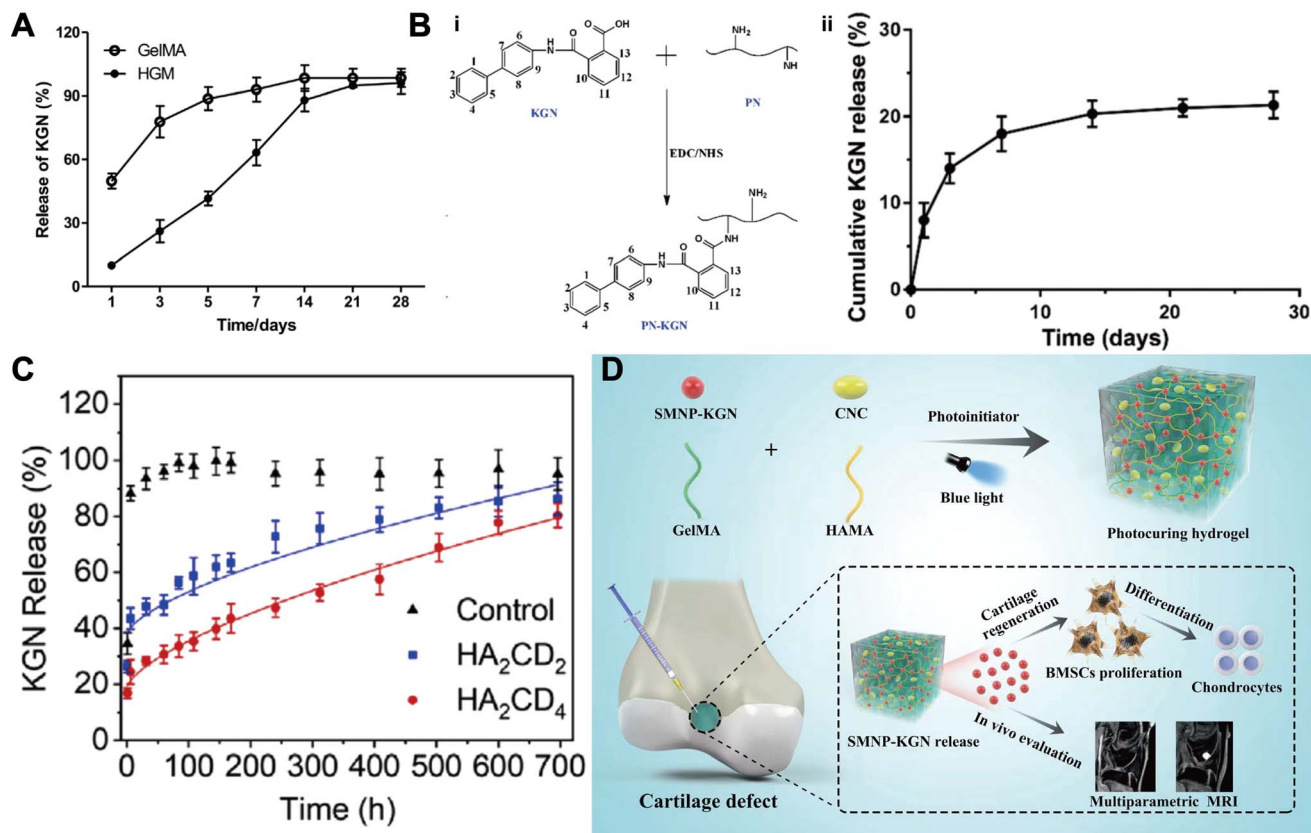 A
GelMA
HGM
Release of KGN (%)
90
60
30
0
1 3 5 7 14 21 28
Time/days
B
i
O
OH
H
N
O
6
7
13
1
2
12
9
10
8
3
5
11
4
KGN
+
NH2
NH
PN
EDC/NHS
NH2
O
NH
H
N
O
6
7
13
1
2
9
10
12
8
3
5
11
4
PN-KGN
ii
Cumulative KGN release (%)
50
40
30
20
10
0
0 10 20 30
Time (days)
C
KGN Release (%)
120
100
80
60
40
20
0
Control
HA2CD2
HA2CD4
0 100 200 300 400 500 600 700
Time (h)
D
SMNP-KGN
CNC
+
GelMA
HAMA
Photoinitiator
Blue light
Photocuring hydrogel
Cartilage defect
SMNP-KGN release
Cartilage
regeneration
BMSCs proliferation
Differentiation
Chondrocytes
In vivo evaluation
Multiparametric MRI